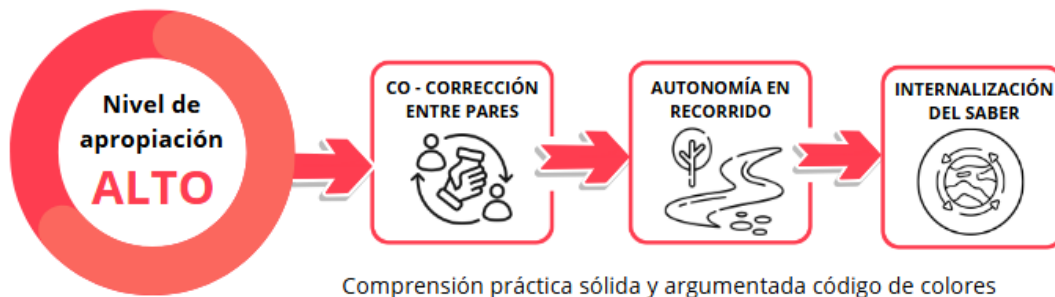 Nivel de
apropiación
ALTO
CO - CORRECCIÓN
ENTRE PARES
AUTONOMÍA EN
RECORRIDO
INTERNALIZACIÓN
DEL SABER
Comprensión práctica sólida y argumentada código de colores